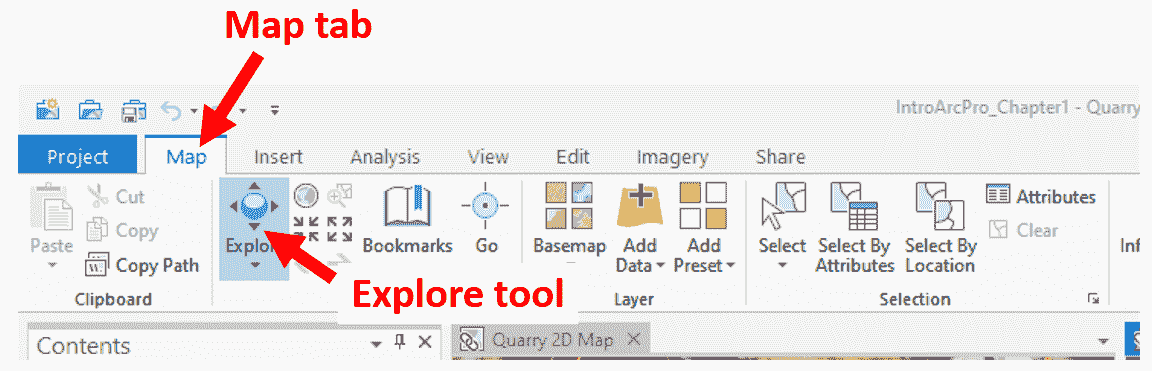 Map tab
IntroArcPro_Chapter1 - Quarry
Project Map Insert Analysis View Edit Imagery Share
Cut
Copy
Paste
Copy Path
Clipboard
Explor
Explore tool
Bookmarks
Go
Basemap
Add
Data
Add
Preset
Layer
Select
Select By
Attributes
Select By
Location
Attributes
Clear
Selection
Inf
Contents
Quarry 2D Map